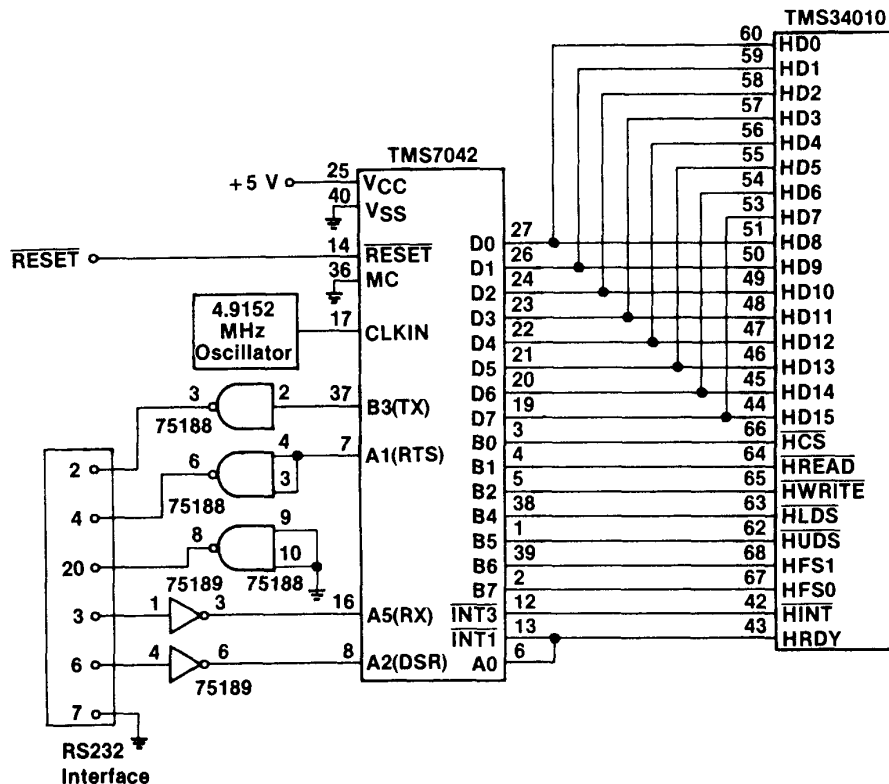 TMS34010
60 HD0
59 HD1
58 HD2
57 HD3
56 HD4
55 HD5
54 HD6
53 HD7
TMS7042
+5 V 25 VCC
40 VSS
RESET 14 RESET
36 MC
4.9152
MHz
Oscillator
17 CLKIN
D0 27 51 HD8
D1 26 50 HD9
D2 24 49 HD10
D3 23 48 HD11
D4 22 47 HD12
D5 21 46 HD13
D6 20 45 HD14
D7 19 44 HD15
B0 3 66 HCS
B1 4 64 HREAD
B2 5 65 HWRITE
B4 38 63 HLDS
B5 1 62 HUDS
B6 39 68 HFS1
B7 2 67 HFS0
INT3 12 42 HINT
INT1 13 43 HRDY
A0 6
2 3 2 37 B3(TX)
75188
4 6 4 3 7 A1(RTS)
75188
20 8 9 10
75188
75189
3 1 3 16 A5(RX)
6 4 6 8 A2(DSR)
75189
7
RS232
Interface